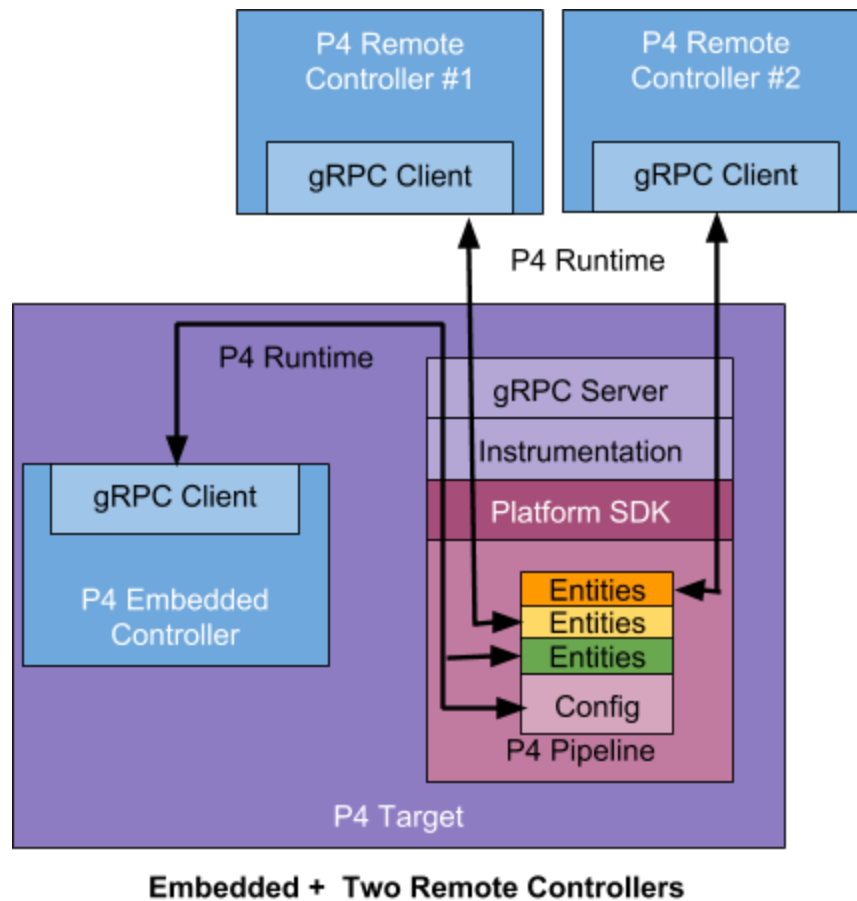 P4 Remote
Controller #1
gRPC Client
P4 Remote
Controller #2
gRPC Client
P4 Runtime
P4 Runtime
gRPC Server
Instrumentation
Platform SDK
gRPC Client
P4 Embedded
Controller
Entities
Entities
Entities
Config
P4 Pipeline
P4 Target
Embedded + Two Remote Controllers